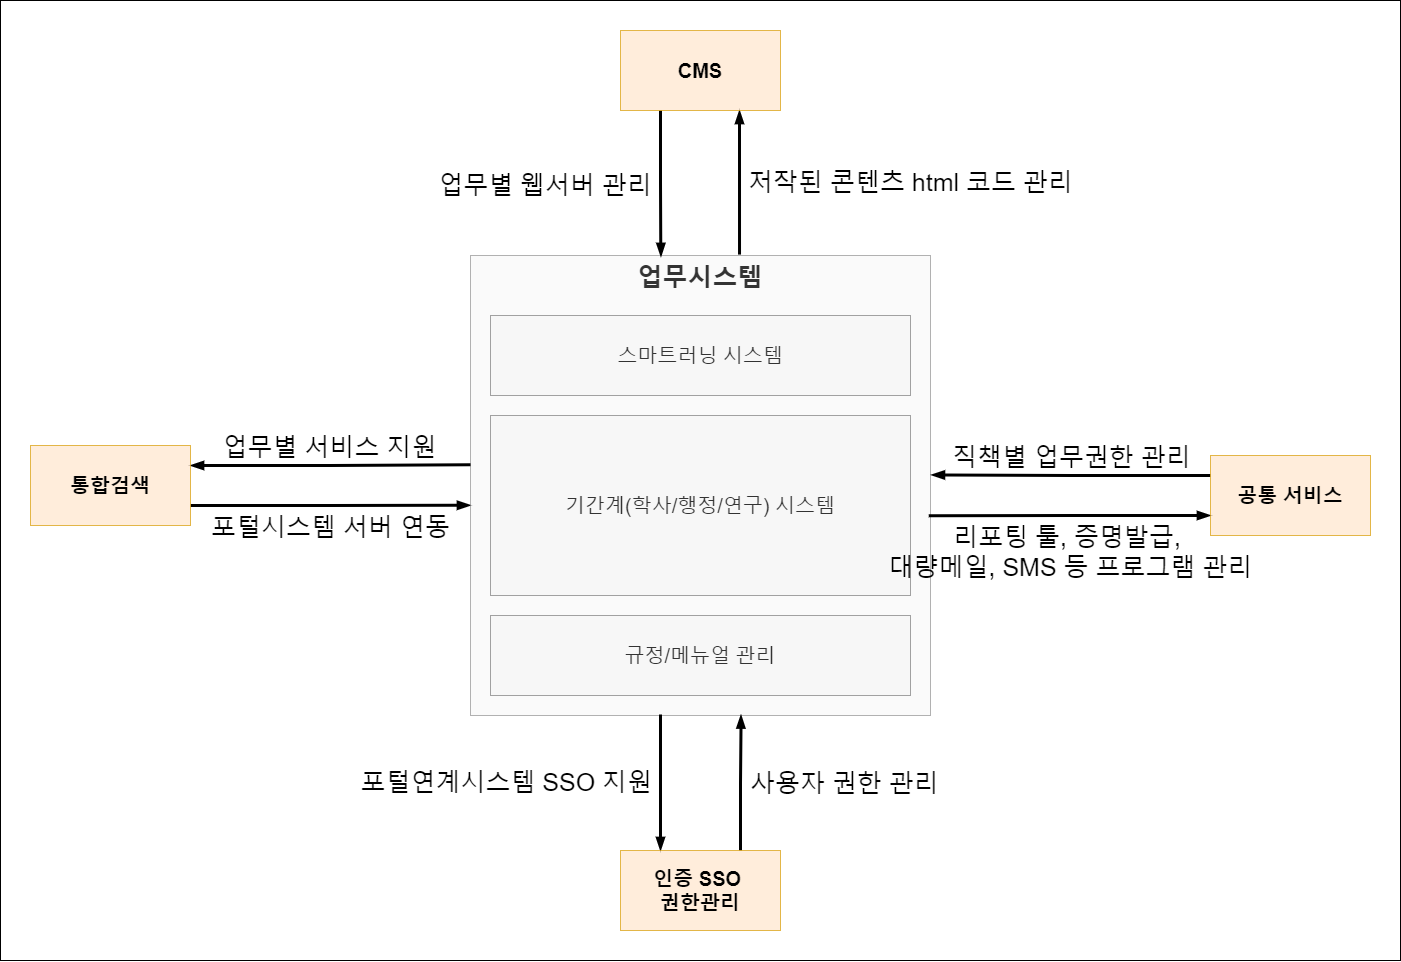 CMS
업무별 웹서버 관리
저작된 콘텐츠 html 코드 관리
업무시스템
스마트러닝 시스템
업무별 서비스 지원
통합검색
포털시스템 서버 연동
기간계(학사/행정/연구) 시스템
직책별 업무권한 관리
공통 서비스
리포팅 툴, 증명발급,
대량메일, SMS 등 프로그램 관리
규정/메뉴얼 관리
포털연계시스템 SSO 지원
사용자 권한 관리
인증 SSO
권한관리